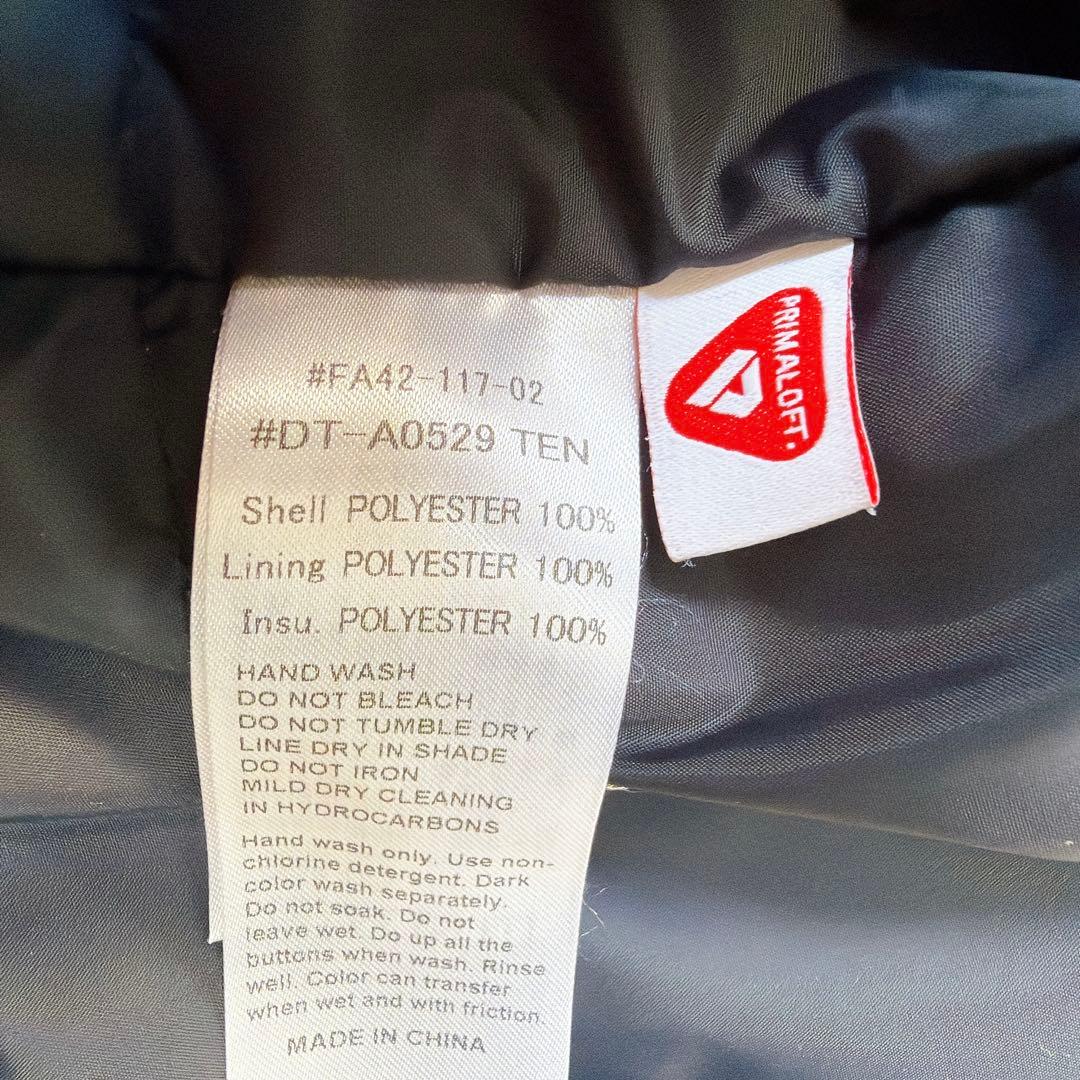 #FA42-117-02
#DT-A0529 TEN
Shell POLYESTER 100%
Lining POLYESTER 100%
Insu. POLYESTER 100%
HAND WASH
DO NOT BLEACH
DO NOT TUMBLE DRY
LINE DRY IN SHADE
DO NOT IRON
MILD DRY CLEANING
IN HYDROCARBONS
Hand wash only. Use non-
chlorine detergent. Dark
color wash separately.
Do not soak. Do not
leave wet. Do up all the
buttons when wash. Rinse
well. Color can transfer
when wet and with friction.
MADE IN CHINA
PRIMALOFT.